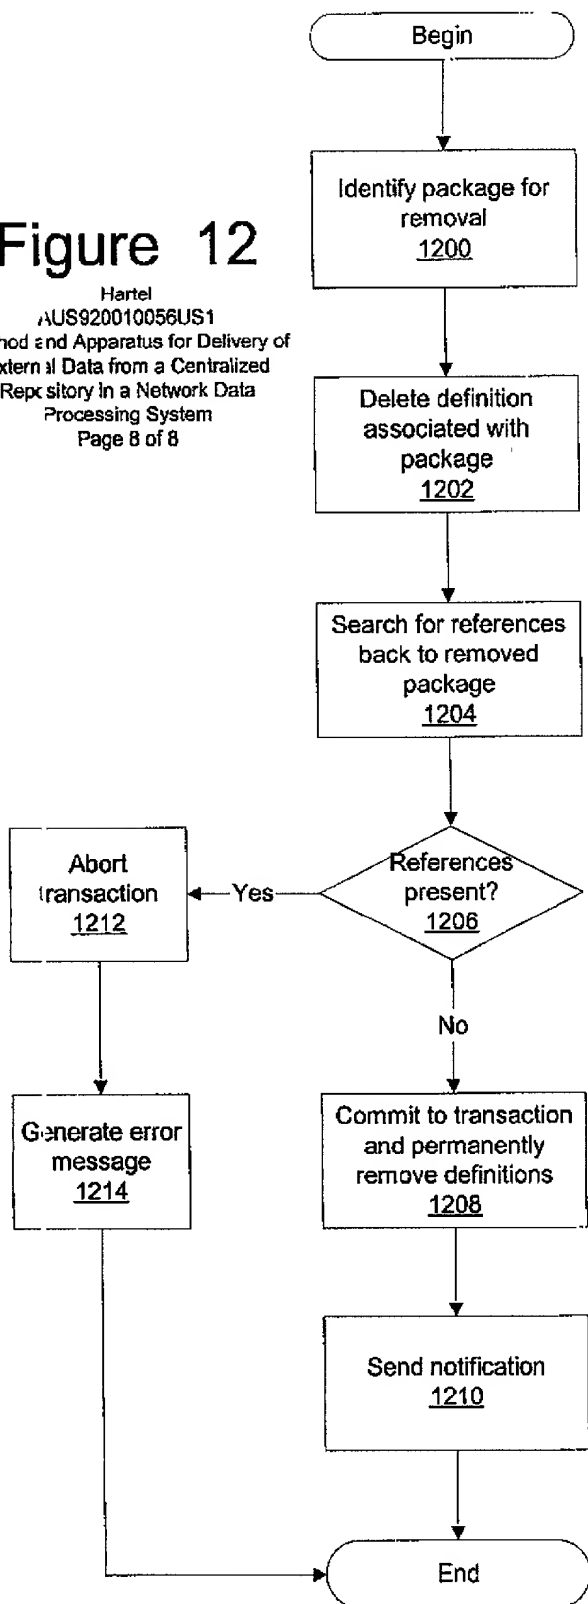 Begin
Identify package for
removal
1200
Figure 12
Hartel
AUS920010056US1
hod and Apparatus for Delivery of
xternal Data from a Centralized
Repository in a Network Data
Processing System
Page 8 of 8
Delete definition
associated with
package
1202
Search for references
back to removed
package
1204
References
present?
1206
Yes
Abort
transaction
1212
No
Generate error
message
1214
Commit to transaction
and permanently
remove definitions
1208
Send notification
1210
End